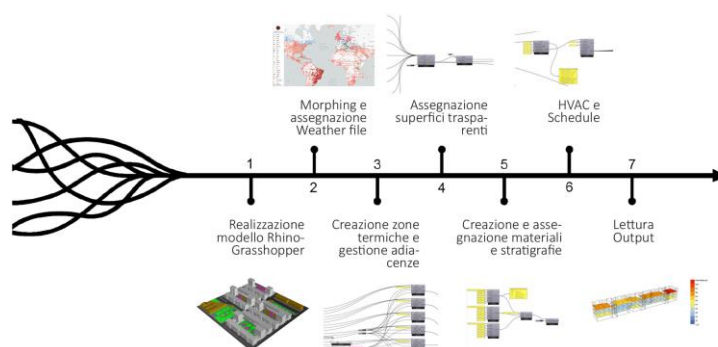 Morphing e
assegnazione
Weather file
Assegnazione
superfici traspa-
renti
HVAC e
Schedule
1
2
3
4
5
6
7
Realizzazione
modello Rhino-
Grasshopper
Creazione zone
termiche e
gestione adia-
cenze
Creazione e asse-
gnazione materiali
e stratigrafie
Lettura
Output